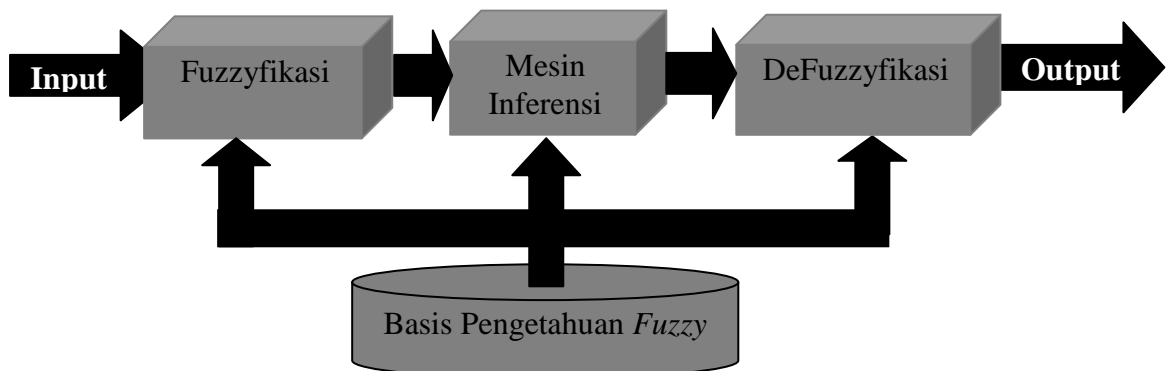 Input
Fuzzyfikasi
Mesin
Inferensi
DeFuzzyfikasi
Output
Basis Pengetahuan Fuzzy